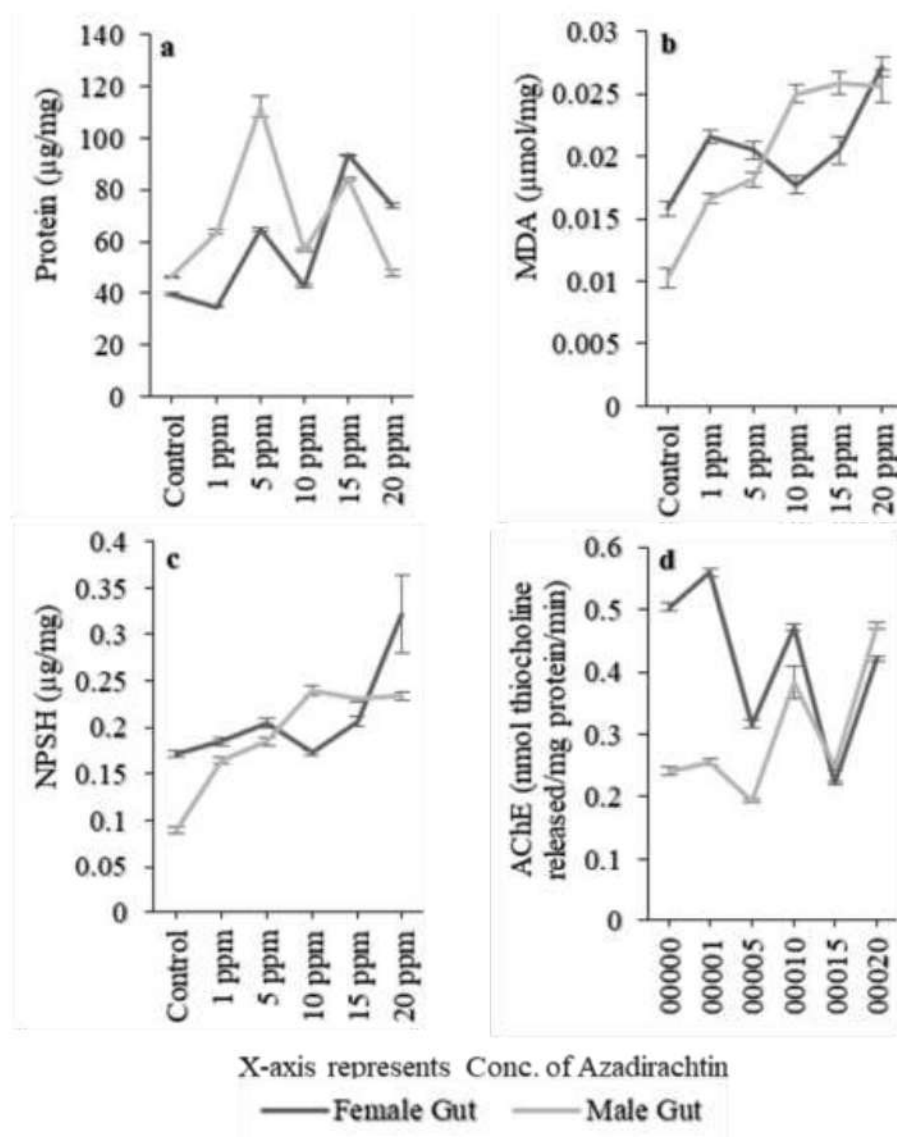 a
Protein (µg/mg)
140
120
100
80
60
40
20
0
Control
1 ppm
5 ppm
10 ppm
15 ppm
20 ppm
b
MDA (µmol/mg)
0.03
0.025
0.02
0.015
0.01
0.005
0
Control
1 ppm
5 ppm
10 ppm
15 ppm
20 ppm
c
NPSH (µg/mg)
0.4
0.35
0.3
0.25
0.2
0.15
0.1
0.05
0
Control
1 ppm
5 ppm
10 ppm
15 ppm
20 ppm
d
AChE (nmol thiocholine
released/mg protein/min)
0.6
0.5
0.4
0.3
0.2
0.1
0
00000
00001
00005
00010
00015
00020
X-axis represents Conc. of Azadirachtin
Female Gut
Male Gut